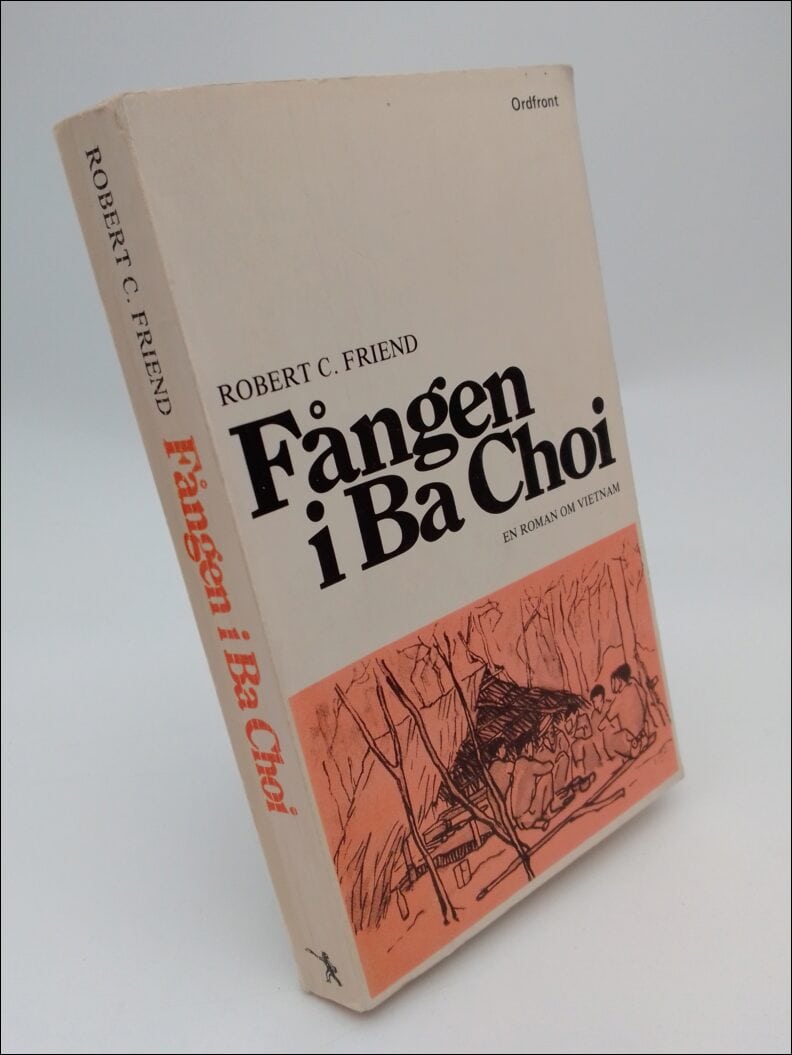 Ordfront
ROBERT C. FRIEND
Fången
i Ba Choi
EN ROMAN OM VIETNAM
ROBERT C. FRIEND Fången i Ba Choi